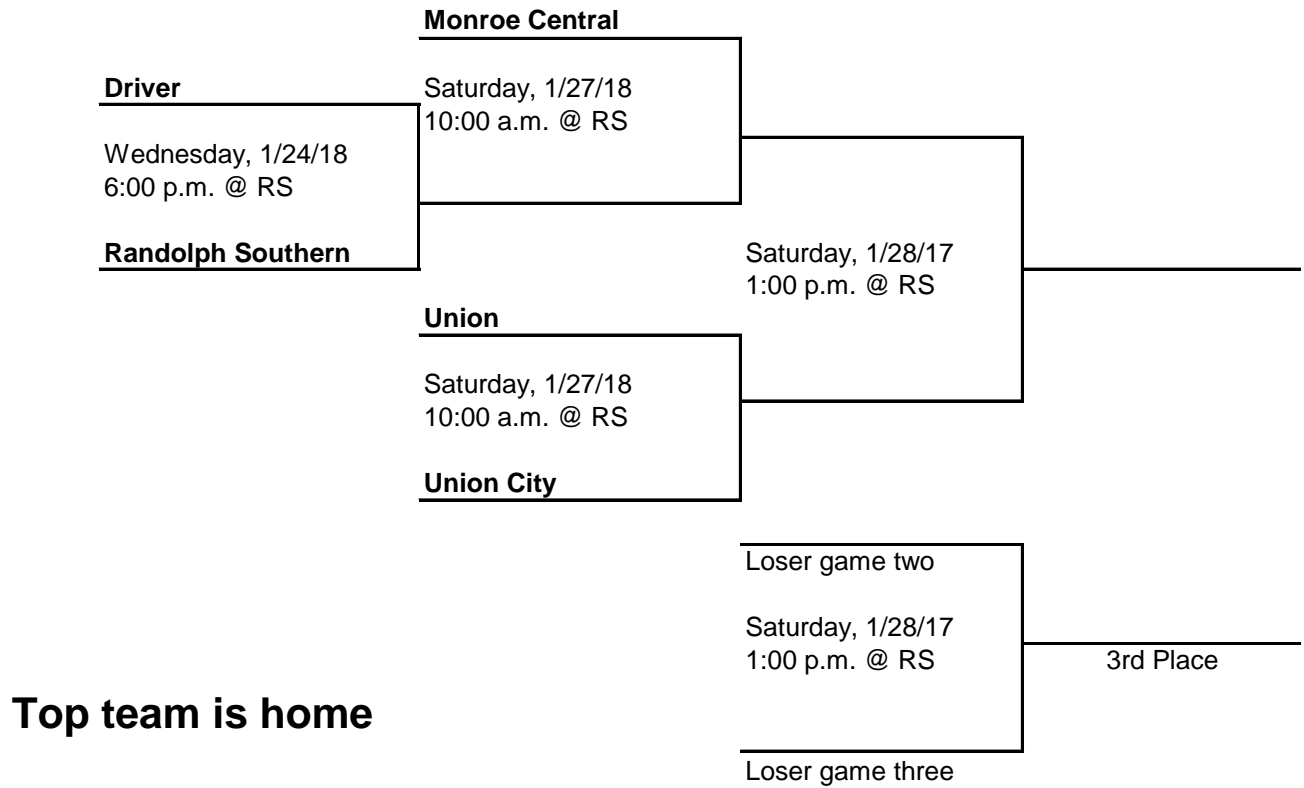 Monroe Central
Driver
Saturday, 1/27/18
10:00 a.m. @ RS
Wednesday, 1/24/18
6:00 p.m. @ RS
Randolph Southern
Saturday, 1/28/17
1:00 p.m. @ RS
Union
Saturday, 1/27/18
10:00 a.m. @ RS
Union City
Loser game two
Saturday, 1/28/17
1:00 p.m. @ RS
3rd Place
Top team is home
Loser game three